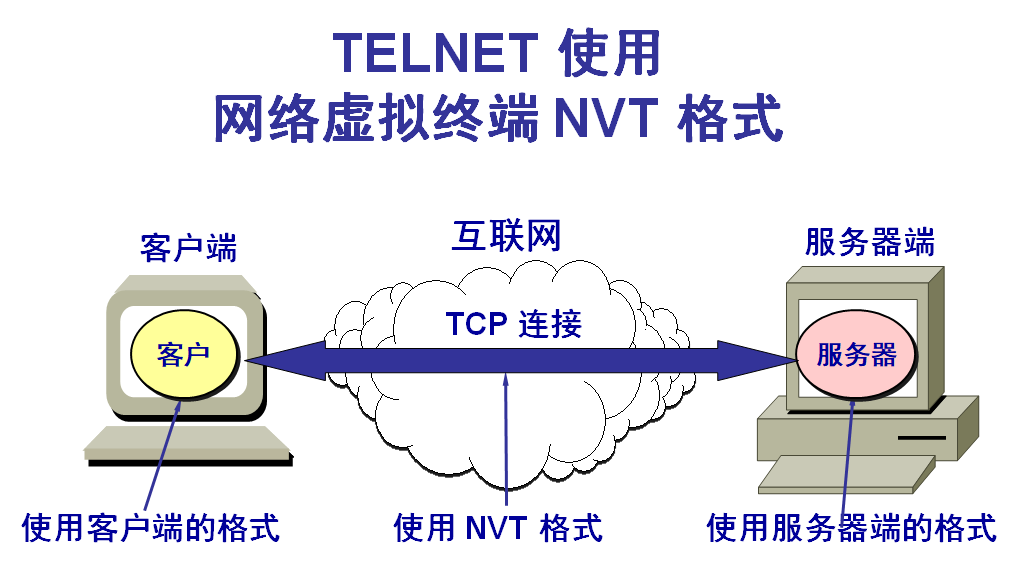 TELNET 使用
网络虚拟终端 NVT 格式
互联网
客户端
服务器端
TCP 连接
客户
服务器
使用客户端的格式
使用 NVT 格式
使用服务器端的格式